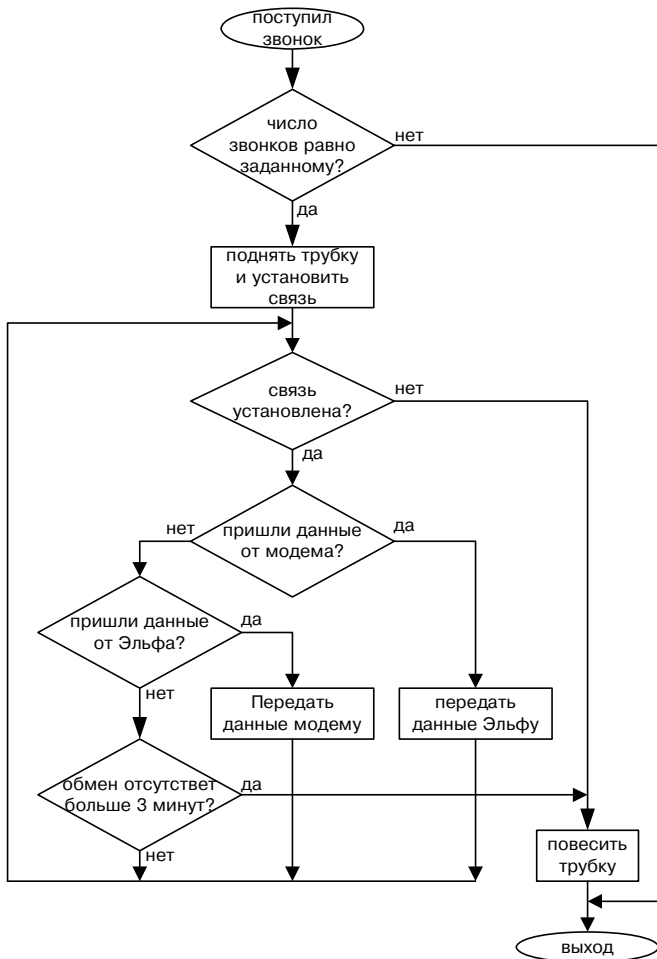 поступил
звонок
число
звонков равно
заданному?
нет
да
поднять трубку
и установить
связь
связь
установлена?
нет
да
пришли данные
от модема?
нет
да
пришли данные
от Эльфа?
да
нет
Передать
данные модему
передать
данные Эльфу
обмен отсутствет
больше 3 минут?
да
нет
повесить
трубку
выход